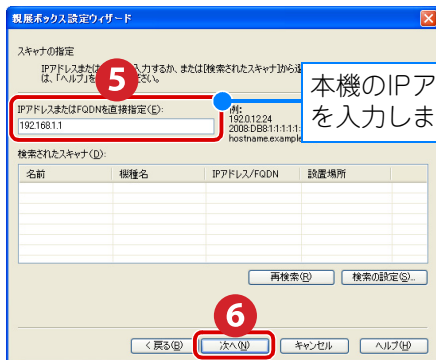 親展ボックス設定ウィザード
スキャナの指定
IPアドレスまたは
入力するか、または[検索されたスキャナ]から
は、「ヘルプ」を
ださい。
5
本機のIPア
を入力しま
IPアドレスまたはFQDNを直接指定(E):
192.168.1.1
例:
192.0.12.24
2008:DB8:1:1:1:1:
hostname.example
検索されたスキャナ(D):
名前 機種名 IPアドレス/FQDN 設置場所
再検索(R) 検索の設定(S)...
6
< 戻る(B) 次へ(N) > キャンセル ヘルプ(H)